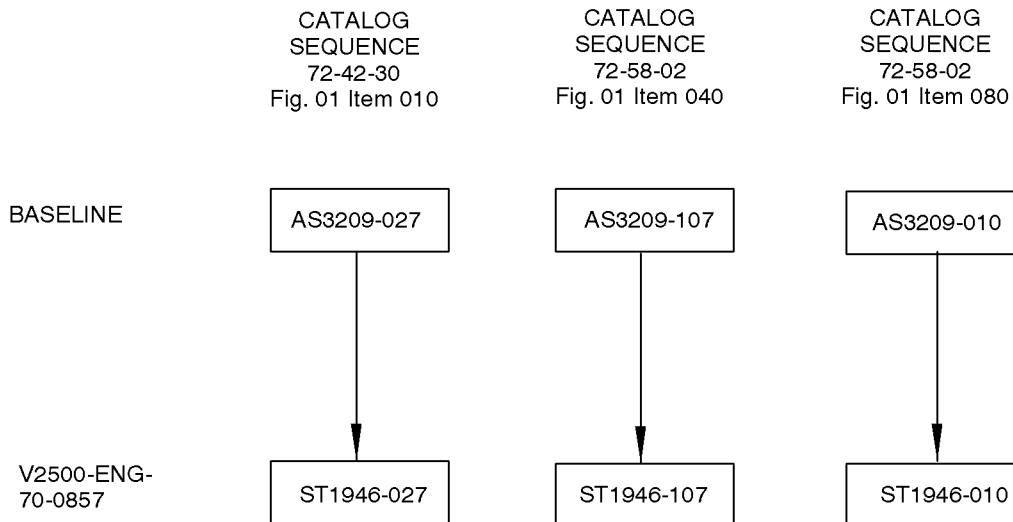 CATALOG
SEQUENCE
72-42-30
Fig. 01 Item 010
CATALOG
SEQUENCE
72-58-02
Fig. 01 Item 040
CATALOG
SEQUENCE
72-58-02
Fig. 01 Item 080
BASELINE
AS3209-027
AS3209-107
AS3209-010
V2500-ENG-
70-0857
ST1946-027
ST1946-107
ST1946-010